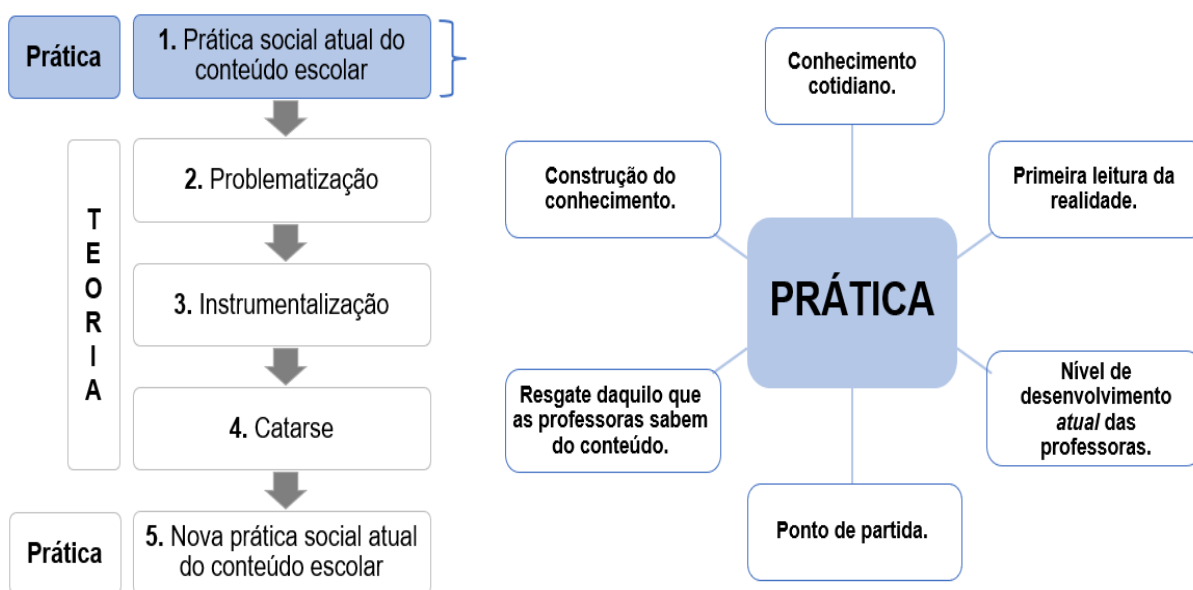 Prática
1. Prática social atual do
conteúdo escolar
TEORIA
2. Problematização
3. Instrumentalização
4. Catarse
Prática
5. Nova prática social atual
do conteúdo escolar
Conhecimento
cotidiano.
Construção do
conhecimento.
Primeira leitura da
realidade.
PRÁTICA
Resgate daquilo que
as professoras sabem
do conteúdo.
Nível de
desenvolvimento
atual das
professoras.
Ponto de partida.